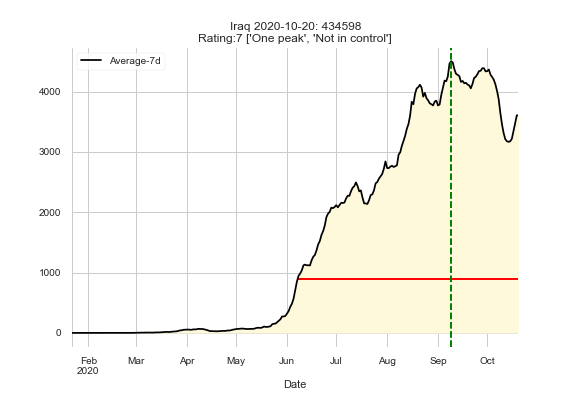 Iraq 2020-10-20: 434598
Rating:7 ['One peak', 'Not in control']
Average-7d
4000
3000
2000
1000
0
Feb Mar Apr May Jun Jul Aug Sep Oct
2020
Date